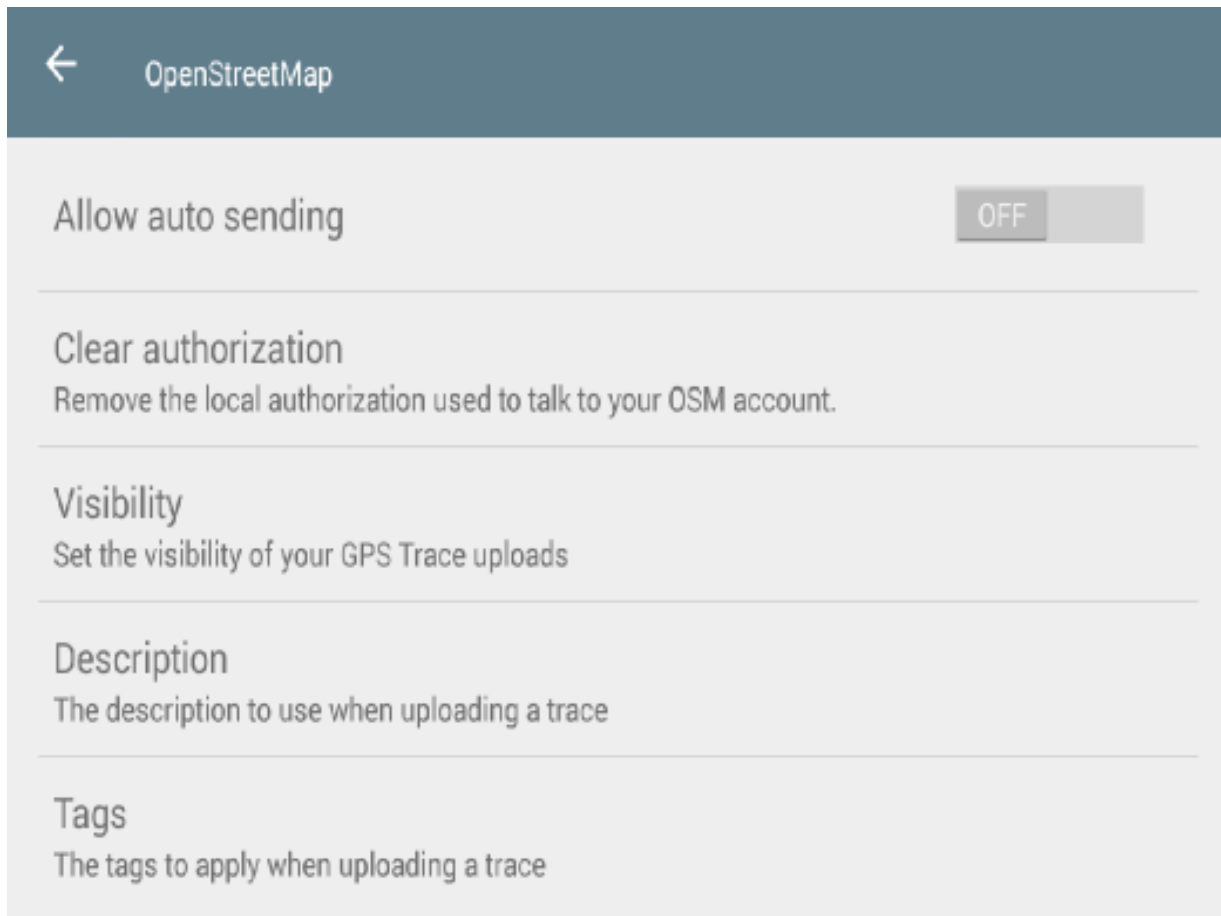 OpenStreetMap
Allow auto sending
OFF
Clear authorization
Remove the local authorization used to talk to your OSM account.
Visibility
Set the visibility of your GPS Trace uploads
Description
The description to use when uploading a trace
Tags
The tags to apply when uploading a trace